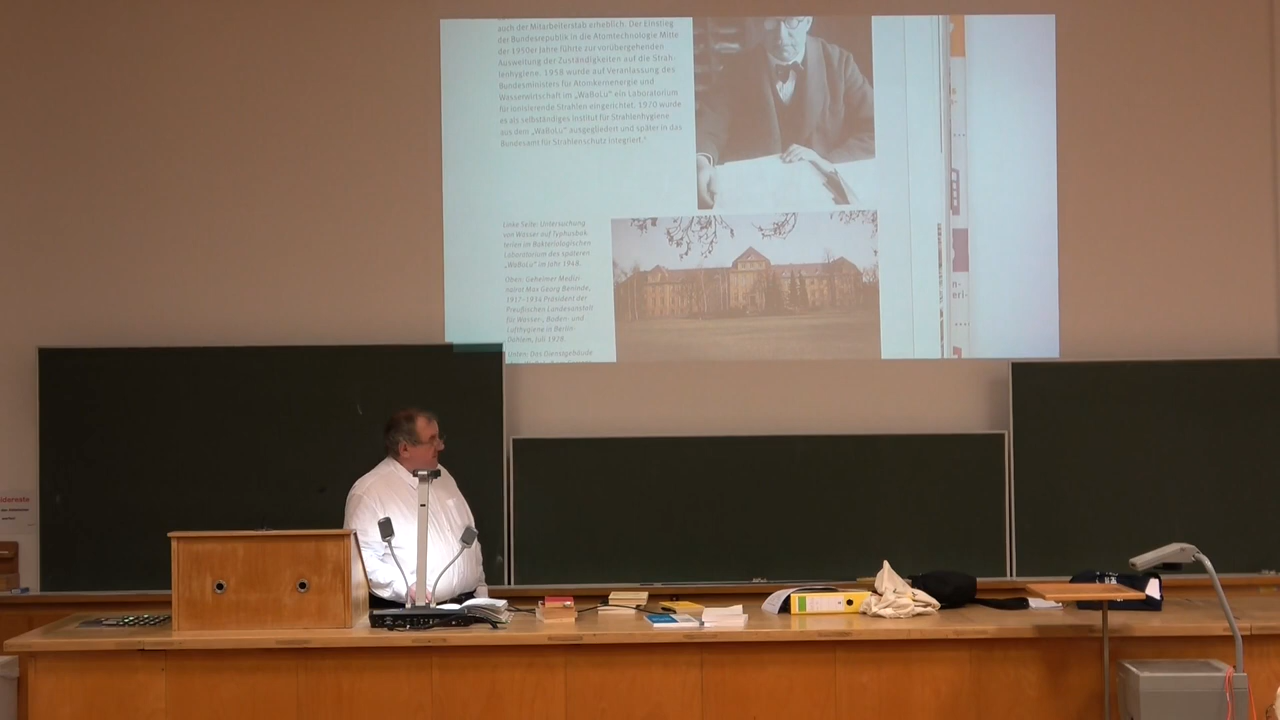 auch der Mitarbeiterstab erheblich. Der Einstieg
der Bundesrepublik in die Atomtechnologie Mitte
der 1950er Jahre führte zur vorübergehenden
Ausweitung der Zuständigkeiten auf die Strah-
lenhygiene. 1958 wurde auf Veranlassung des
Bundesministers für Atomkernenergie und
Wasserwirtschaft im „WaBoLu“ ein Laboratorium
für ionisierende Strahlen eingerichtet. 1970 wurde
es als selbständiges Institut für Strahlenhygiene
aus dem „WaBoLu“ ausgegliedert und später in das
Bundesamt für Strahlenschutz integriert.
Linke Seite: Untersuchung
von Wasser auf Typhusbak-
terien im Bakteriologischen
Laboratorium des späteren
„WaBoLu“ im Jahr 1948.
Oben: Geheimer Medizi-
nalrat Max Georg Beninde,
Präsident der
Preußischen Landesanstalt
für Wasser-, Boden- und
Lufthygiene in Berlin-
Dahlem, Juli 1928.
Unten: Das Dienstgebäude
n-
eri-